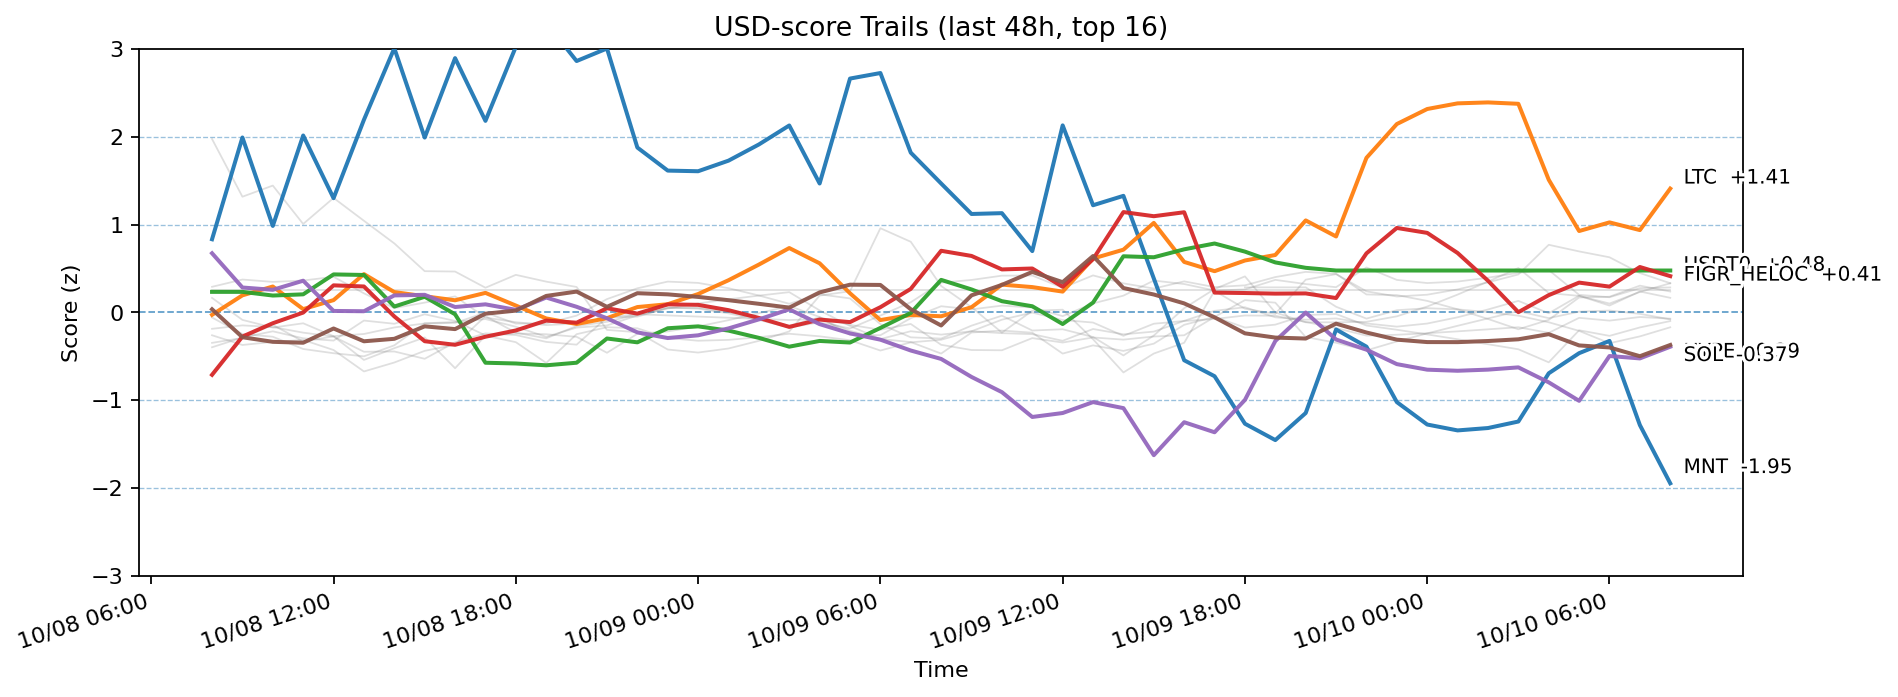 USD-score Trails (last 48h, top 16)
3
2
1
0
−1
−2
−3
Score (z)
LTC +1.41
USDT0 +0.48
FIGR_HELOC +0.41
SOL
MNT -1.95
10/08 06:00
10/08 12:00
10/08 18:00
10/09 00:00
10/09 06:00
10/09 12:00
10/09 18:00
10/10 00:00
10/10 06:00
Time